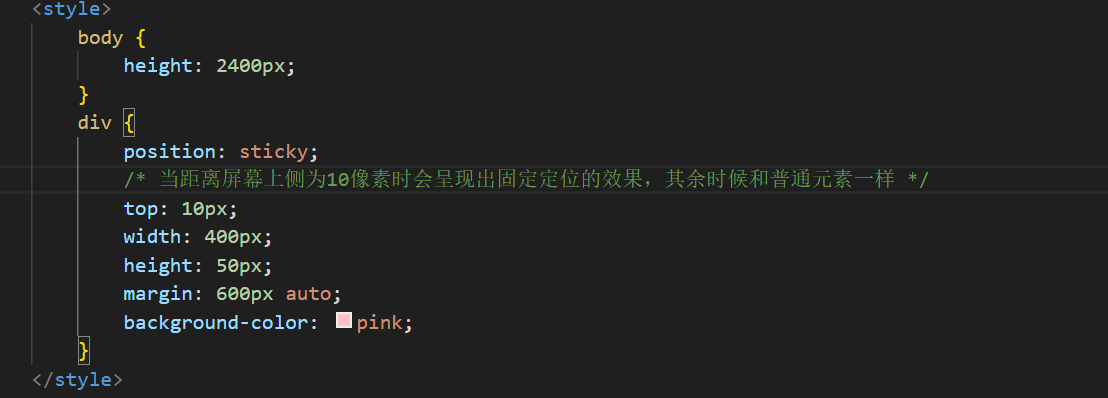 <style>
body {
height: 2400px;
}
div {
position: sticky;
/* 当距离屏幕上侧为10像素时会呈现出固定定位的效果，其余时候和普通元素一样 */
top: 10px;
width: 400px;
height: 50px;
margin: 600px auto;
background-color: pink;
}
</style>